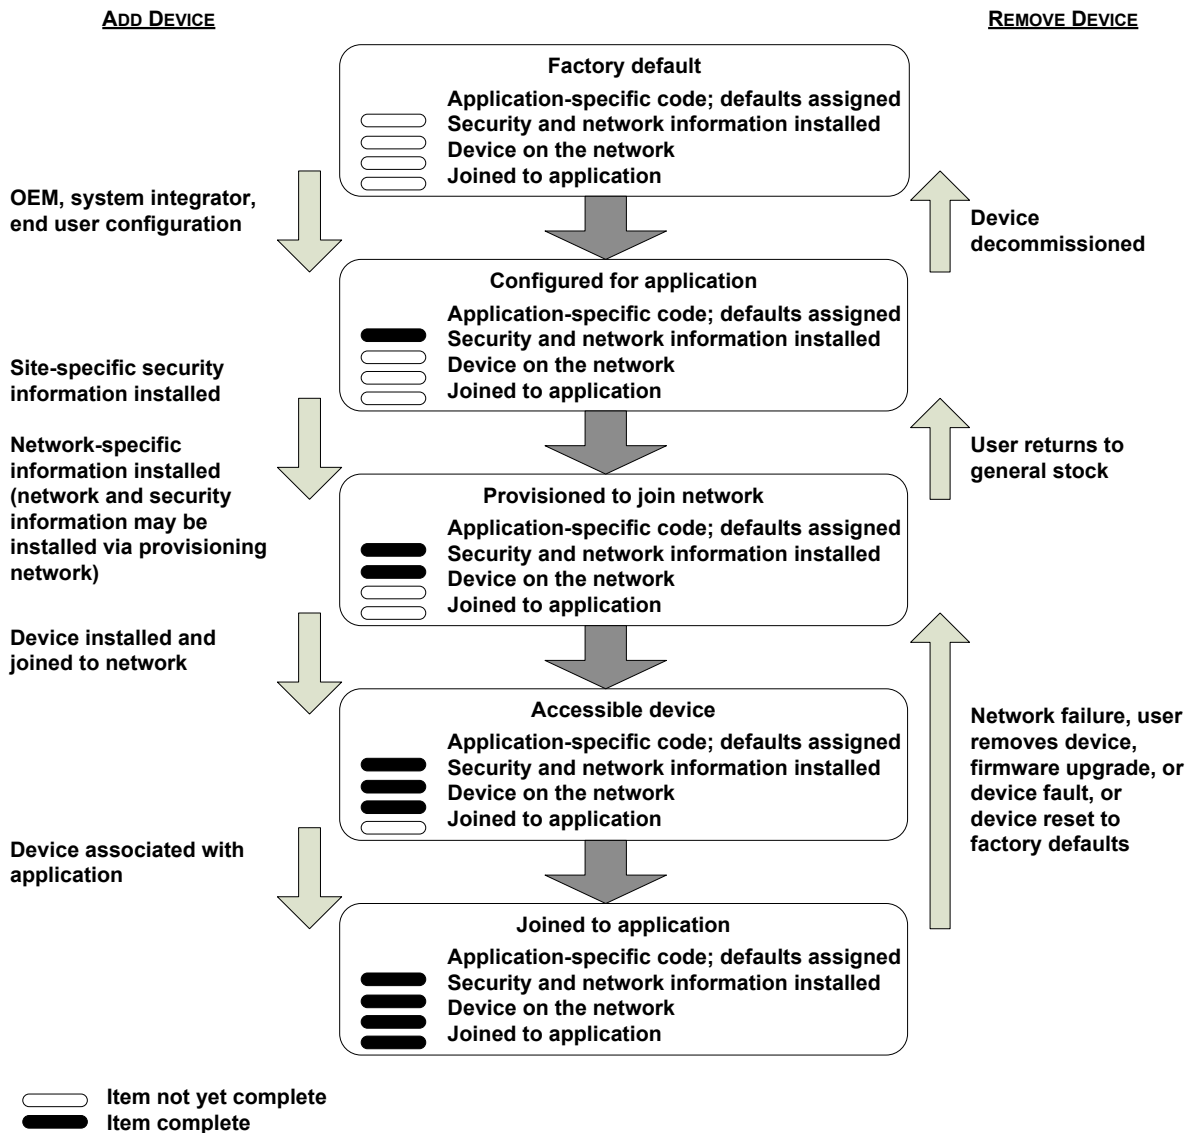 ADD DEVICE
REMOVE DEVICE
Factory default
Application-specific code; defaults assigned
Security and network information installed
Device on the network
Joined to application
OEM, system integrator,
end user configuration
Device
decommissioned
Configured for application
Application-specific code; defaults assigned
Security and network information installed
Device on the network
Joined to application
Site-specific security
information installed
Network-specific
information installed
(network and security
information may be
installed via provisioning
network)
User returns to
general stock
Provisioned to join network
Application-specific code; defaults assigned
Security and network information installed
Device on the network
Joined to application
Device installed and
joined to network
Accessible device
Application-specific code; defaults assigned
Security and network information installed
Device on the network
Joined to application
Network failure, user
removes device,
firmware upgrade, or
device fault, or
device reset to
factory defaults
Device associated with
application
Joined to application
Application-specific code; defaults assigned
Security and network information installed
Device on the network
Joined to application
Item not yet complete
Item complete